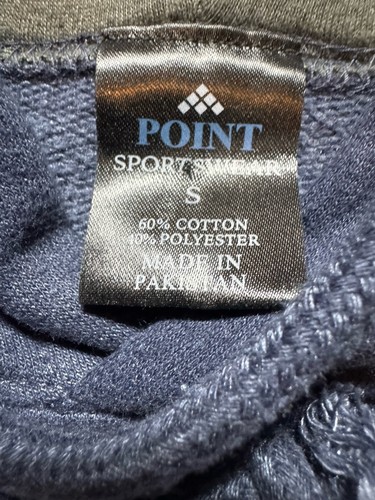 POINT
SPORTSWEAR
S
60% COTTON
40% POLYESTER
MADE IN
PAKISTAN